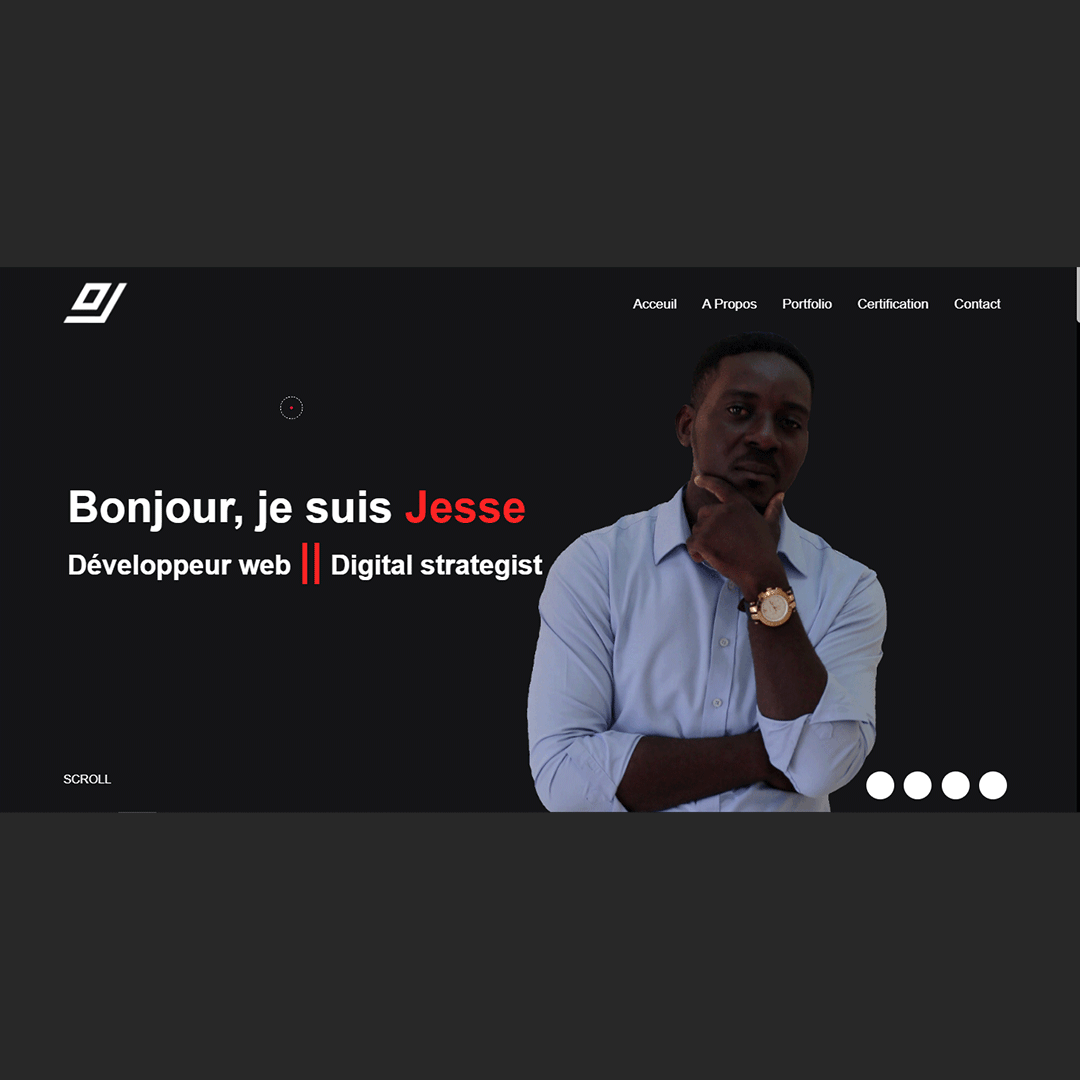 Acceuil A Propos Portfolio Certification Contact
Bonjour, je suis Jesse
Développeur web || Digital strategist
SCROLL